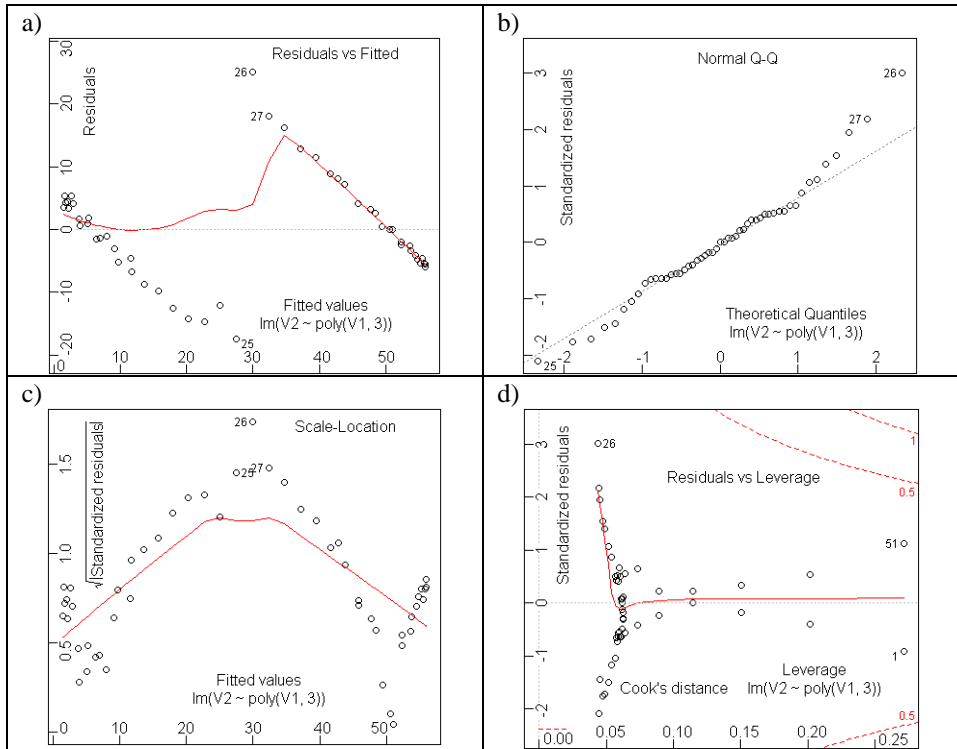 a)
30
20
10
0
-10
-20
Residuals
Residuals vs Fitted
26
27
25
Fitted values
lm(V2 ~ poly(V1, 3))
0 10 20 30 40 50
b)
3
2
1
0
-1
-2
Standardized residuals
Normal Q-Q
26
27
25
Theoretical Quantiles
lm(V2 ~ poly(V1, 3))
-2 -1 0 1 2
c)
1.5
1.0
0.5
0.0
√|Standardized residuals|
Scale-Location
26
25
27
Fitted values
lm(V2 ~ poly(V1, 3))
0 10 20 30 40 50
d)
3
2
1
0
-1
-2
Standardized residuals
26
Residuals vs Leverage
1
0.5
51
1
Leverage
Cook's distance
lm(V2 ~ poly(V1, 3))
0.5
0.00 0.05 0.10 0.15 0.20 0.25